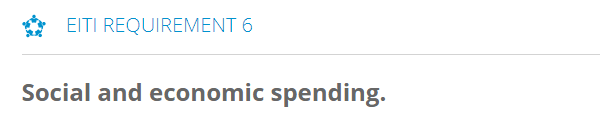 EITI REQUIREMENT 6
Social and economic spending.